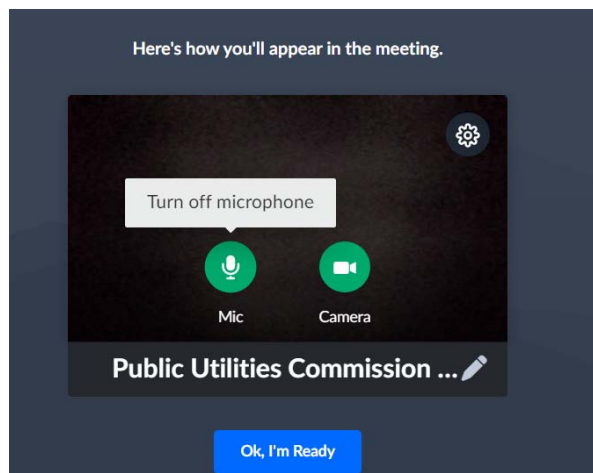 Here's how you'll appear in the meeting.
Turn off microphone
Mic Camera
Public Utilities Commission ...
Ok, I'm Ready